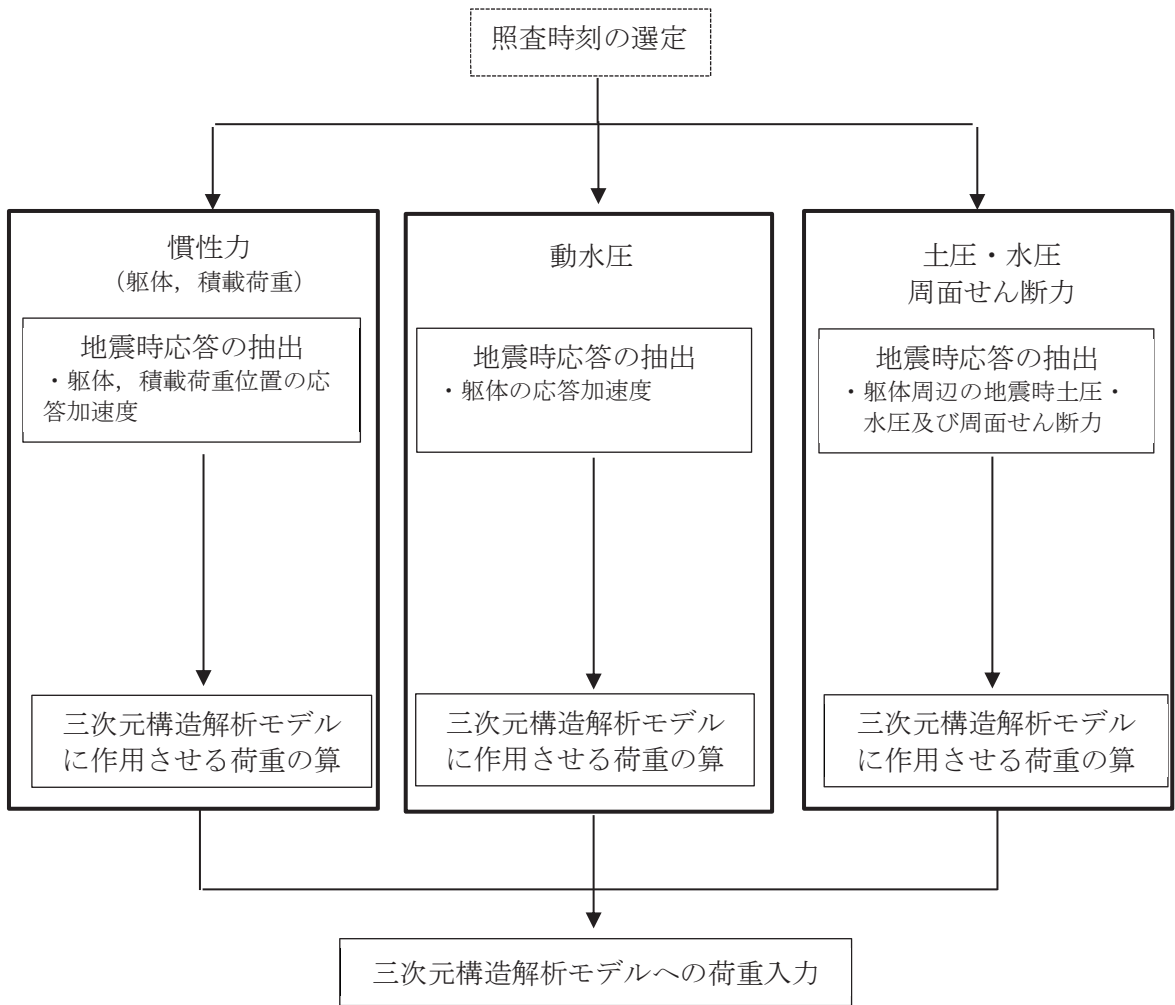 照査時刻の選定
慣性力
（躯体，積載荷重）
地震時応答の抽出
・躯体，積載荷重位置の応
答加速度
三次元構造解析モデル
に作用させる荷重の算
動水圧
地震時応答の抽出
・躯体の応答加速度
三次元構造解析モデル
に作用させる荷重の算
土圧・水圧
周面せん断力
地震時応答の抽出
・躯体周辺の地震時土圧・
水圧及び周面せん断力
三次元構造解析モデル
に作用させる荷重の算
三次元構造解析モデルへの荷重入力